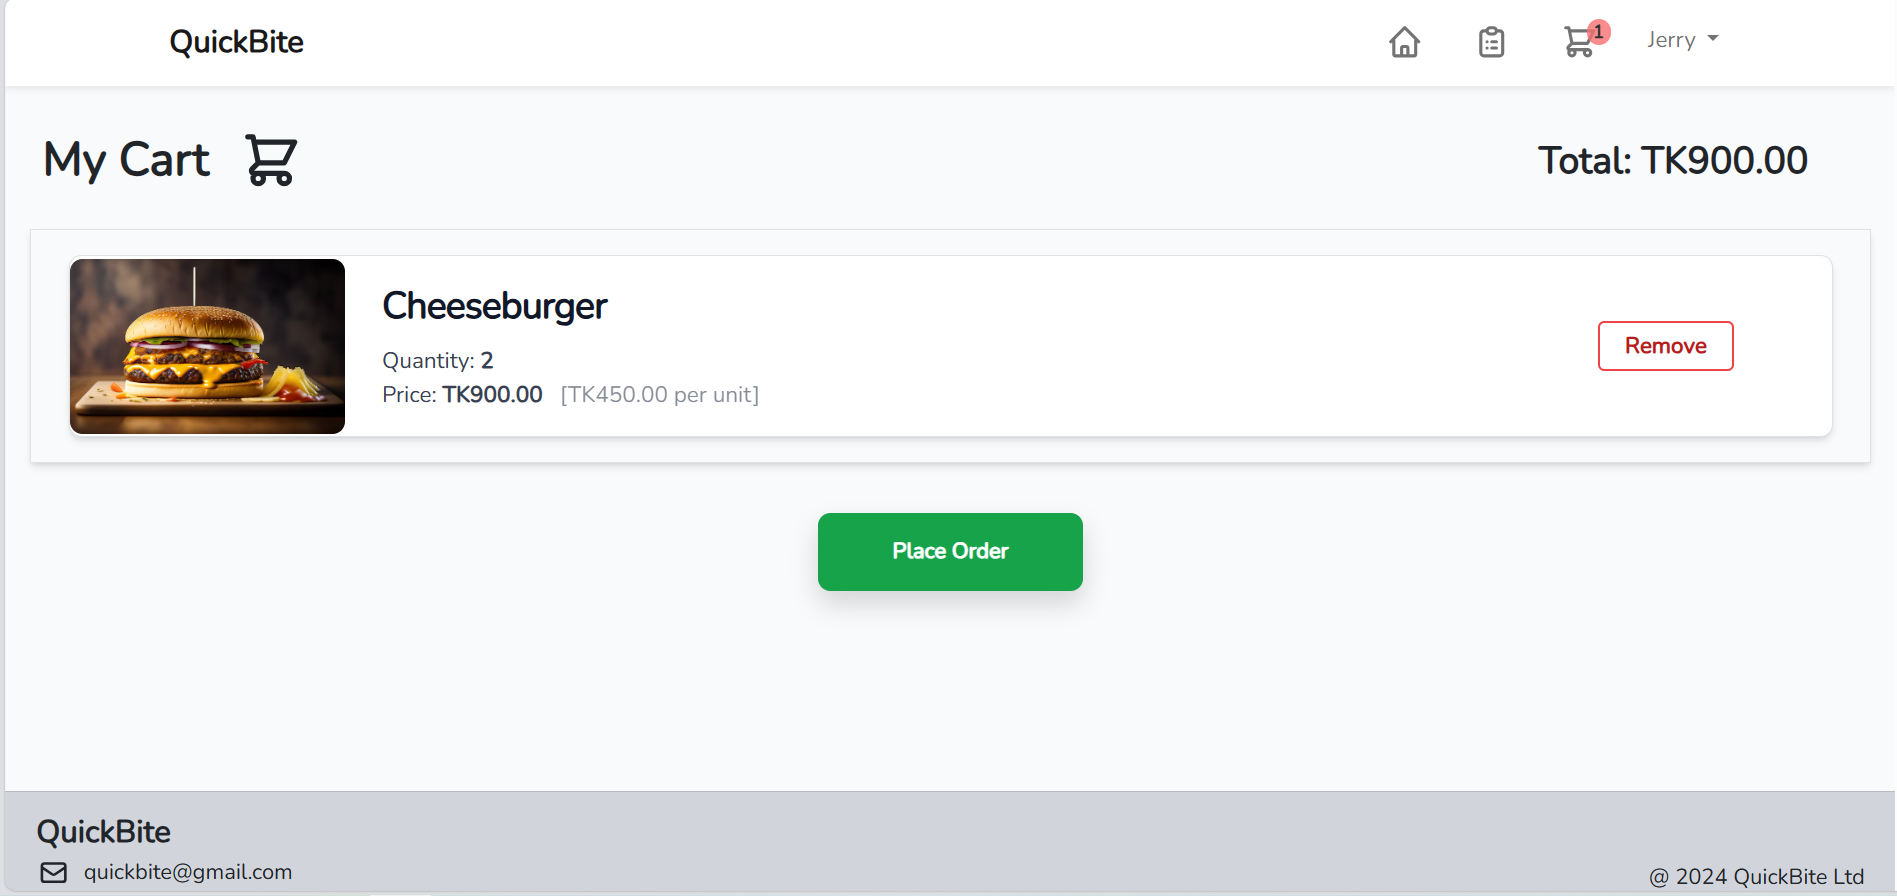 QuickBite
1
Jerry
My Cart
Total: TK900.00
Cheeseburger
Quantity: 2
Price: TK900.00 [TK450.00 per unit]
Remove
Place Order
QuickBite
quickbite@gmail.com
@ 2024 QuickBite Ltd